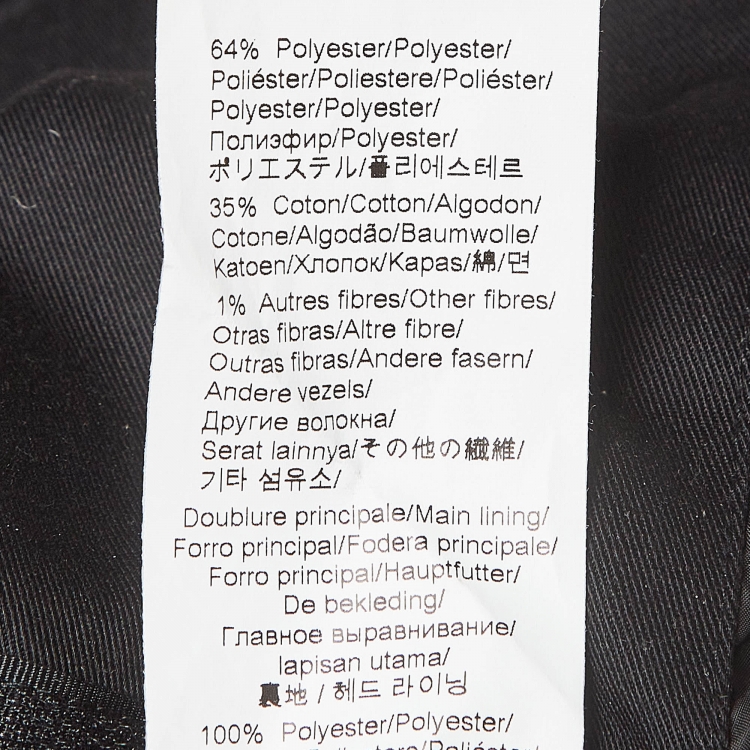 64% Polyester/Polyester/
Poliéster/Poliestere/Poliéster/
Polyester/Polyester/
Полиэфир/Polyester/
ポリエステル/폴리에스테르
35% Coton/Cotton/Algodon/
Cotone/Algodão/Baumwolle/
Katoen/Хлопок/Kapas/綿/면
1% Autres fibres/Other fibres/
Otras fibras/Altre fibre/
Outras fibras/Andere fasern/
Andere vezels/
Другие волокна/
Serat lainnya/その他の繊維/
기타 섬유소/
Doublure principale/Main lining/
Forro principal/Fodera principale/
Forro principal/Hauptfutter/
De bekleding/
Главное выравнивание/
lapisan utama/
裏地 / 헤드 라이닝
100% Polyester/Polyester/